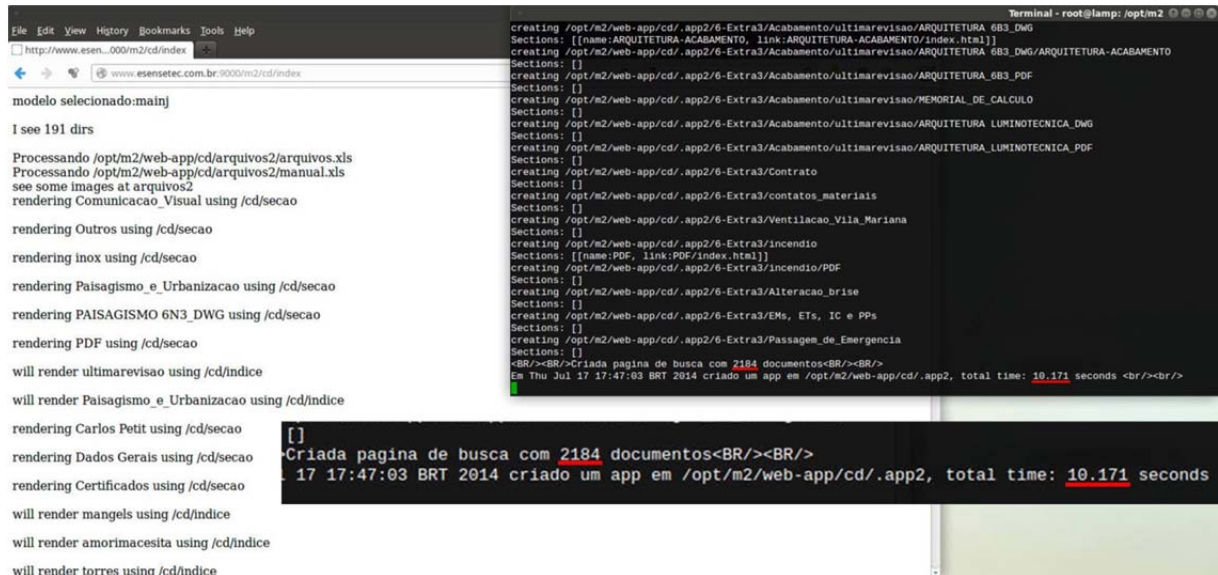 File Edit View History Bookmarks Tools Help
http://www.esen...000/m2/cd/index
www.esensetec.com.br:9000/m2/cd/index
modelo selecionado:mainj
I see 191 dirs
Processando /opt/m2/web-app/cd/arquivos2/arquivos.xls
Processando /opt/m2/web-app/cd/arquivos2/manual.xls
see some images at arquivos2
rendering Comunicacao_Visual using /cd/secao
rendering Outros using /cd/secao
rendering inox using /cd/secao
rendering Paisagismo_e_Urbanizacao using /cd/secao
rendering PAISAGISMO 6N3_DWG using /cd/secao
rendering PDF using /cd/secao
will render ultimarevisao using /cd/indice
will render Paisagismo_e_Urbanizacao using /cd/indice
rendering Carlos Petit using /cd/secao
rendering Dados Gerais using /cd/secao
rendering Certificados using /cd/secao
will render mangels using /cd/indice
will render amorimacesita using /cd/indice
will render torres using /cd/indice
Terminal - root@lamp: /opt/m2
creating /opt/m2/web-app/cd/.app2/6-Extra3/Acabamento/ultimarevisao/ARQUITETURA 6B3_DWG
Sections: [[name:ARQUITETURA-ACABAMENTO, link:ARQUITETURA-ACABAMENTO/index.html]]
creating /opt/m2/web-app/cd/.app2/6-Extra3/Acabamento/ultimarevisao/ARQUITETURA 6B3_DWG/ARQUITETURA-ACABAMENTO
Sections: []
creating /opt/m2/web-app/cd/.app2/6-Extra3/Acabamento/ultimarevisao/ARQUITETURA_6B3_PDF
Sections: []
creating /opt/m2/web-app/cd/.app2/6-Extra3/Acabamento/ultimarevisao/MEMORIAL_DE_CALCULO
Sections: []
creating /opt/m2/web-app/cd/.app2/6-Extra3/Acabamento/ultimarevisao/ARQUITETURA LUMINOTECNICA_DWG
Sections: []
creating /opt/m2/web-app/cd/.app2/6-Extra3/Acabamento/ultimarevisao/ARQUITETURA_LUMINOTECNICA_PDF
Sections: []
creating /opt/m2/web-app/cd/.app2/6-Extra3/Contrato
Sections: []
creating /opt/m2/web-app/cd/.app2/6-Extra3/contatos_materiais
Sections: []
creating /opt/m2/web-app/cd/.app2/6-Extra3/Ventilacao_Vila_Mariana
Sections: []
creating /opt/m2/web-app/cd/.app2/6-Extra3/incendio
Sections: [[name:PDF, link:PDF/index.html]]
creating /opt/m2/web-app/cd/.app2/6-Extra3/incendio/PDF
Sections: []
creating /opt/m2/web-app/cd/.app2/6-Extra3/Alteracao_brise
Sections: []
creating /opt/m2/web-app/cd/.app2/6-Extra3/EMs, ETs, IC e PPs
Sections: []
creating /opt/m2/web-app/cd/.app2/6-Extra3/Passagem_de_Emergencia
Sections: []
<BR/><BR/>Criada pagina de busca com 2184 documentos<BR/><BR/>
Em Thu Jul 17 17:47:03 BRT 2014 criado um app em /opt/m2/web-app/cd/.app2, total time: 10.171 seconds <br/><br/>
[]
>Criada pagina de busca com 2184 documentos<BR/><BR/>
17 17:47:03 BRT 2014 criado um app em /opt/m2/web-app/cd/.app2, total time: 10.171 seconds